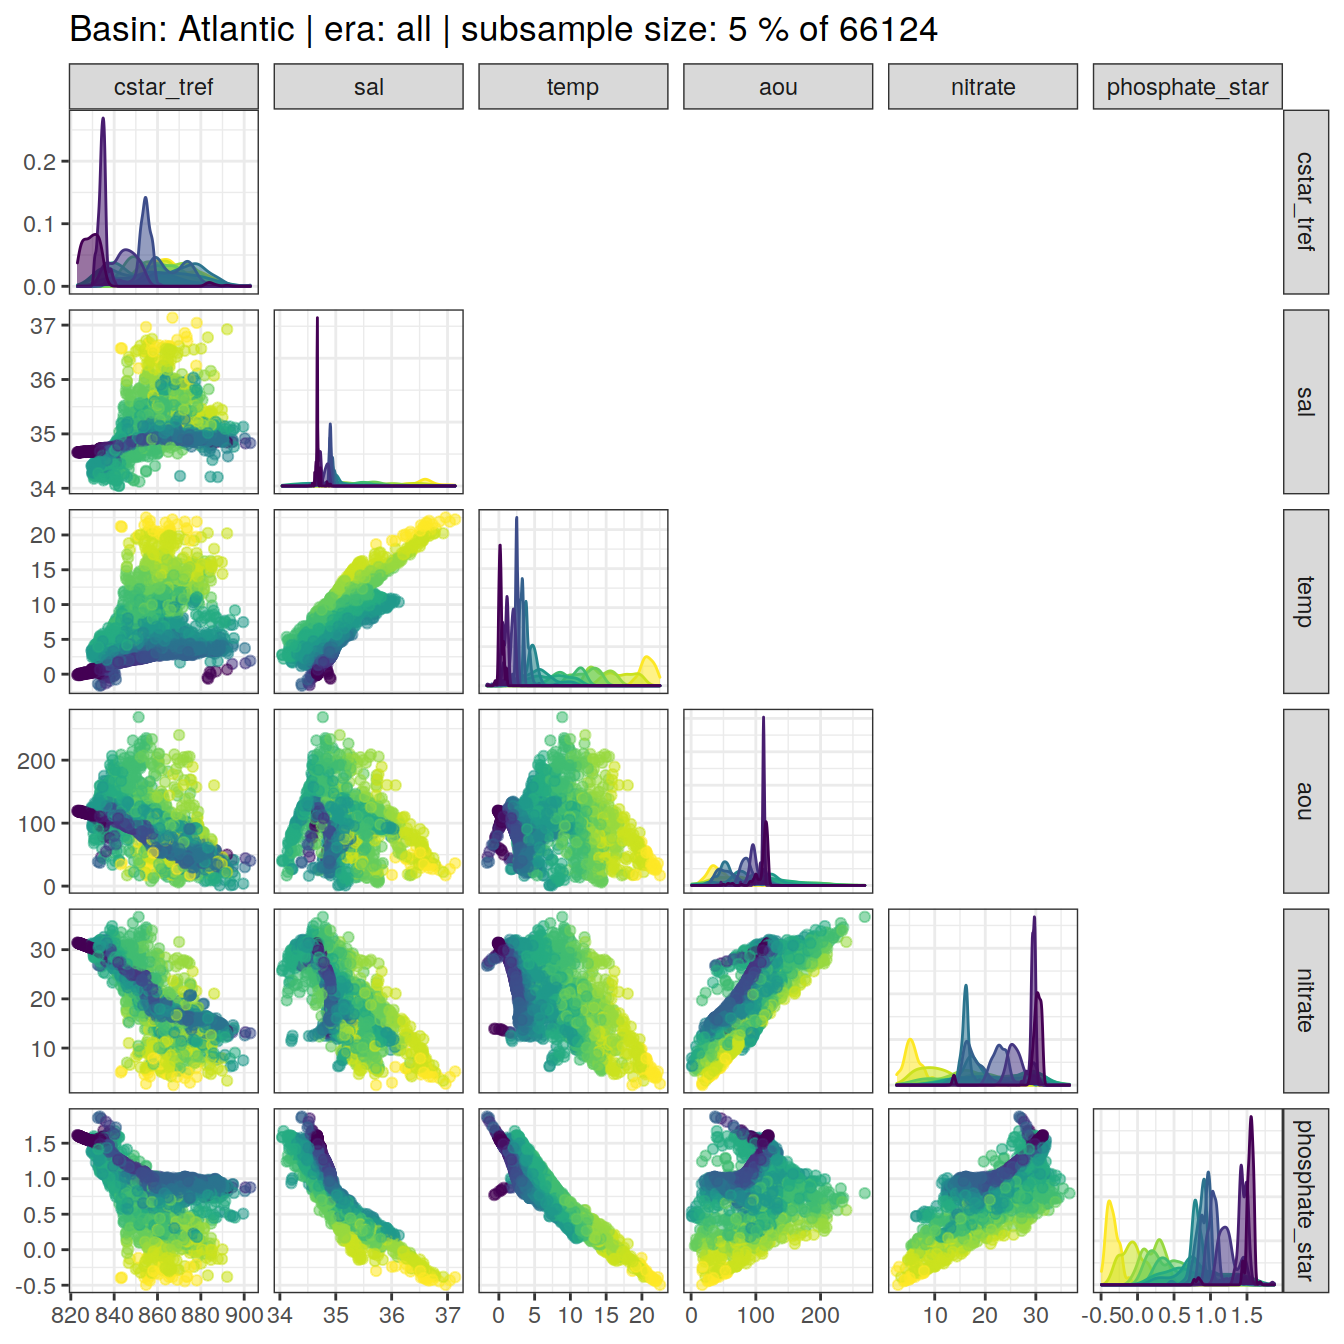 Basin: Atlantic | era: all | subsample size: 5 % of 66124
cstar_tref sal temp aou nitrate phosphate_star
0.2
0.1
0.0
cstar_tref
37
36
35
34
sal
20
15
10
5
0
temp
200
100
0
aou
30
20
10
nitrate
1.5
1.0
0.5
0.0
-0.5
phosphate_star
820 840 860 880 900 34 35 36 37 0 5 10 15 20 0 100 200 10 20 30 -0.5 0.0 0.5 1.0 1.5